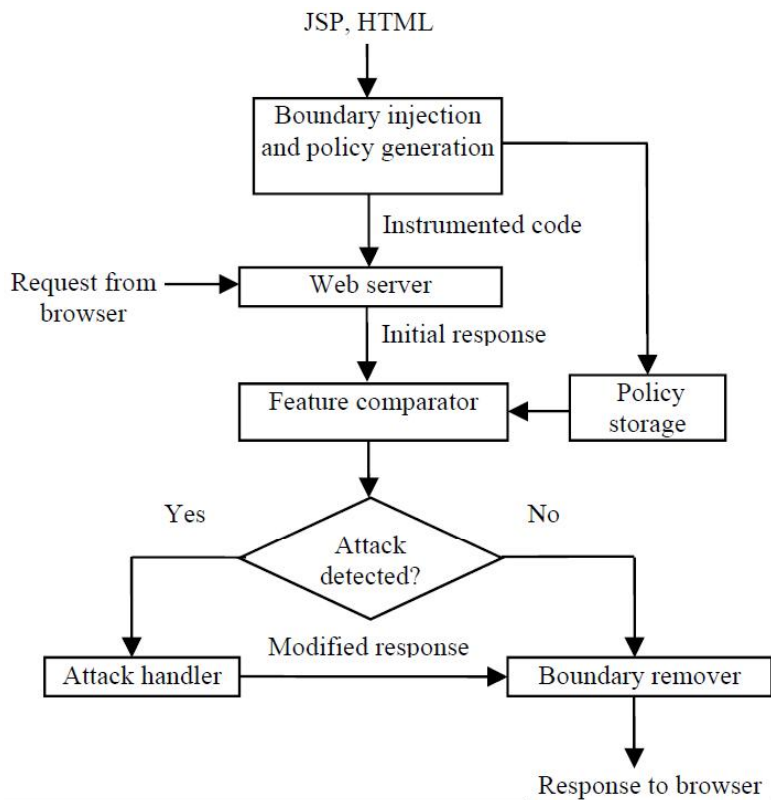 JSP, HTML
Boundary injection
and policy generation
Instrumented code
Request from
browser
Web server
Initial response
Feature comparator
Policy
storage
Yes
No
Attack
detected?
Modified response
Attack handler
Boundary remover
Response to browser